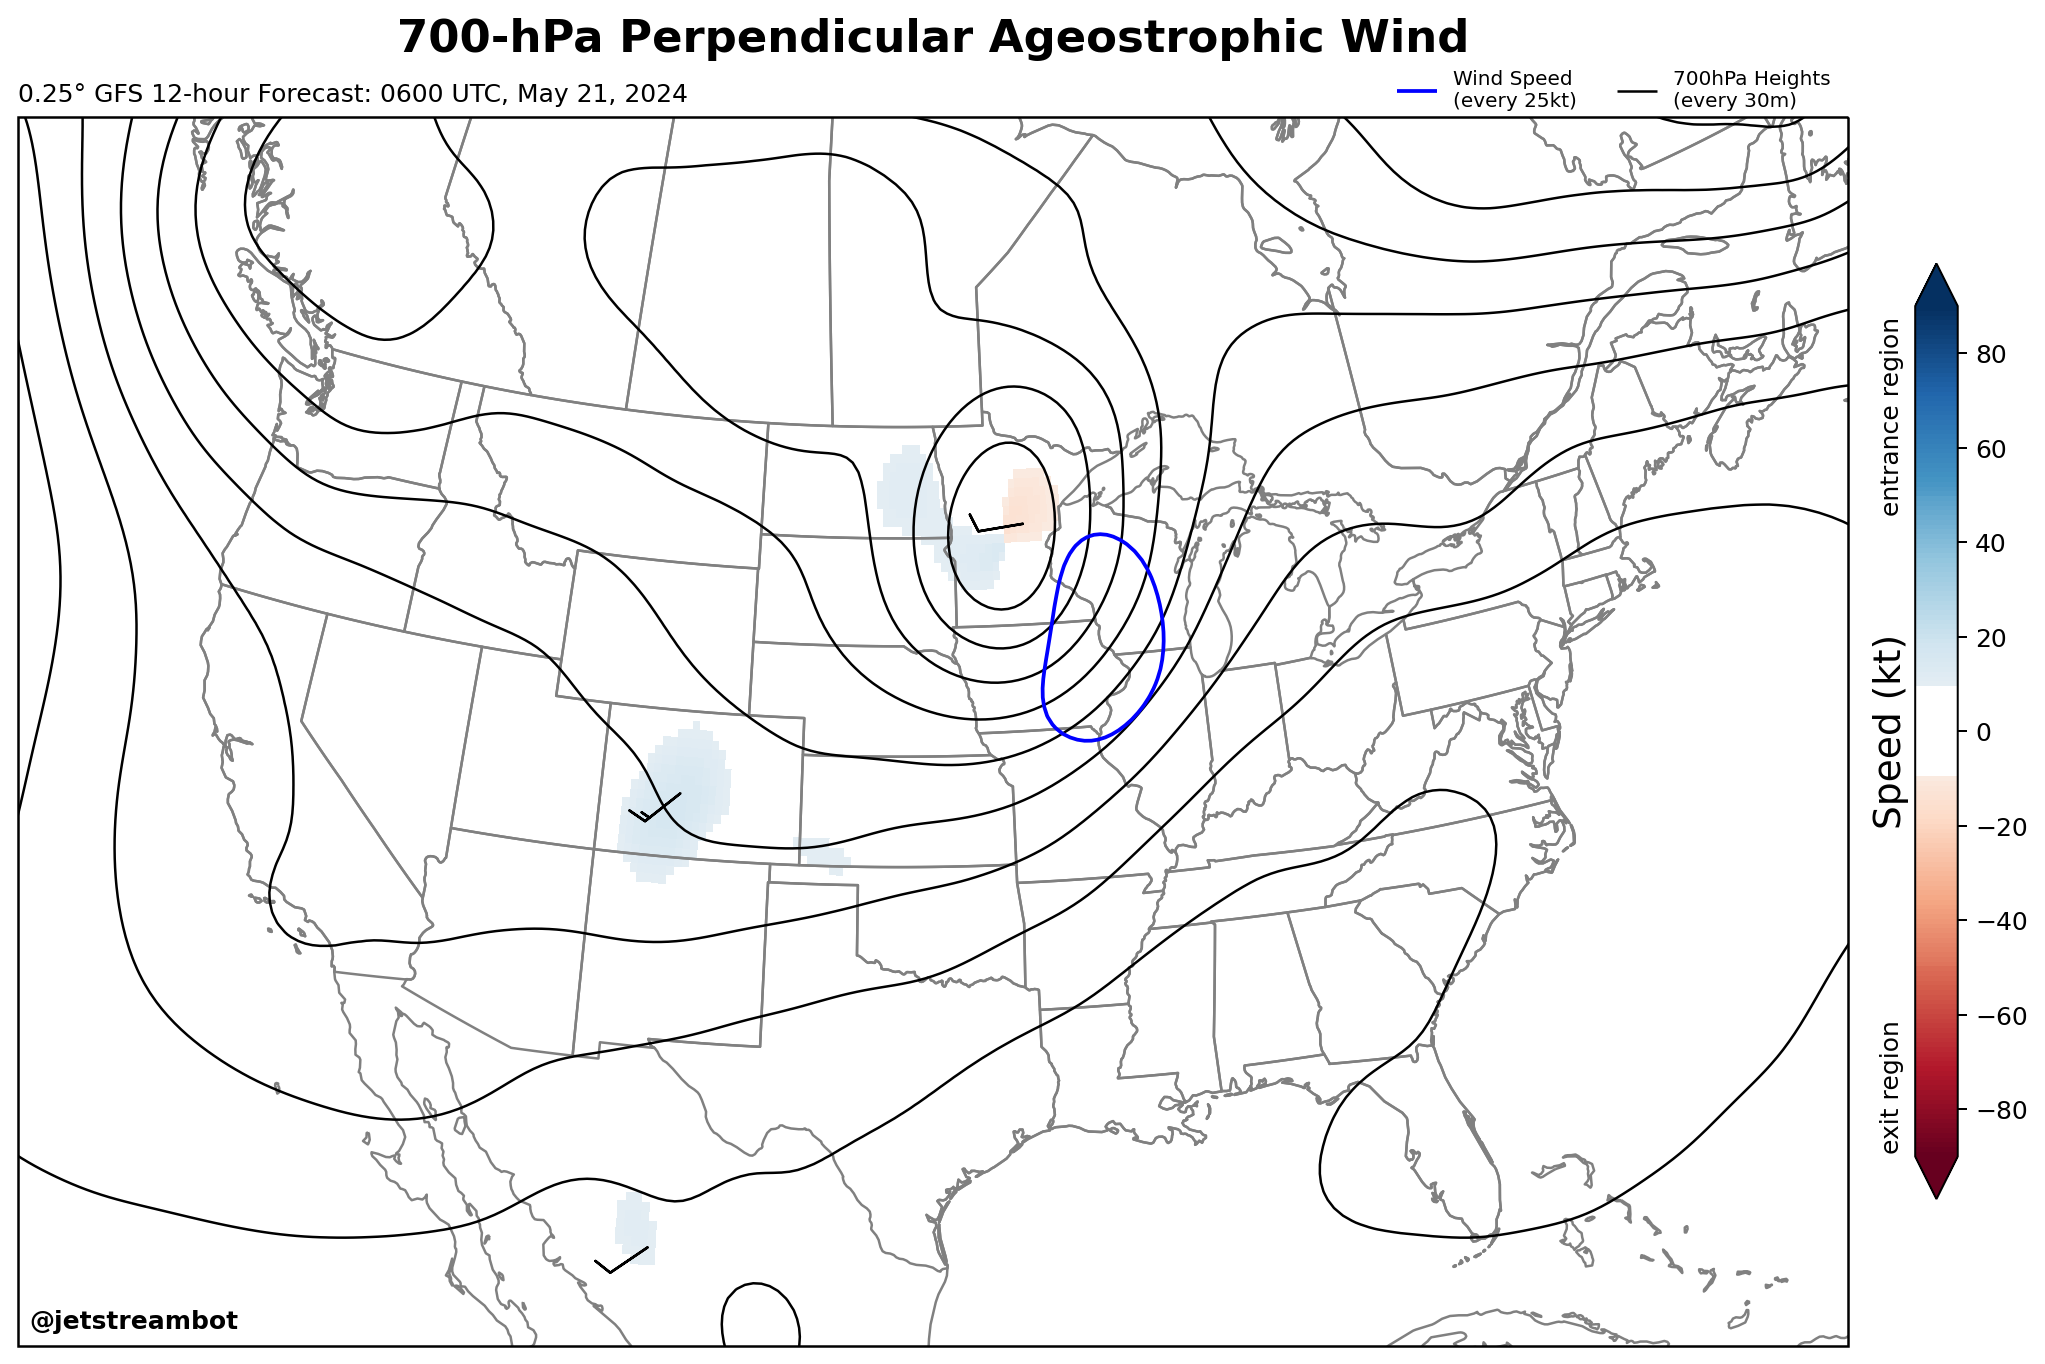 700-hPa Perpendicular Ageostrophic Wind
0.25° GFS 12-hour Forecast: 0600 UTC, May 21, 2024
Wind Speed
(every 25kt)
700hPa Heights
(every 30m)
entrance region
Speed (kt)
exit region
80
60
40
20
0
−20
−40
−60
−80
@jetstreambot